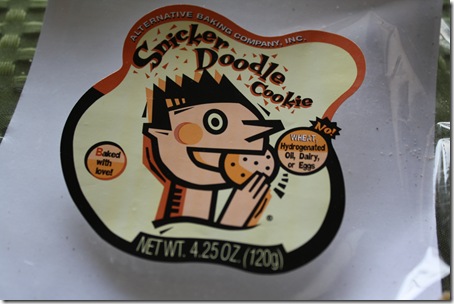 ALTERNATIVE BAKING COMPANY, INC.
Snicker
Doodle
Cookie
Baked
with
love!
No!
WHEAT
Hydrogenated
Oil, Dairy,
or Eggs
®
NET WT. 4.25 OZ. (120g)